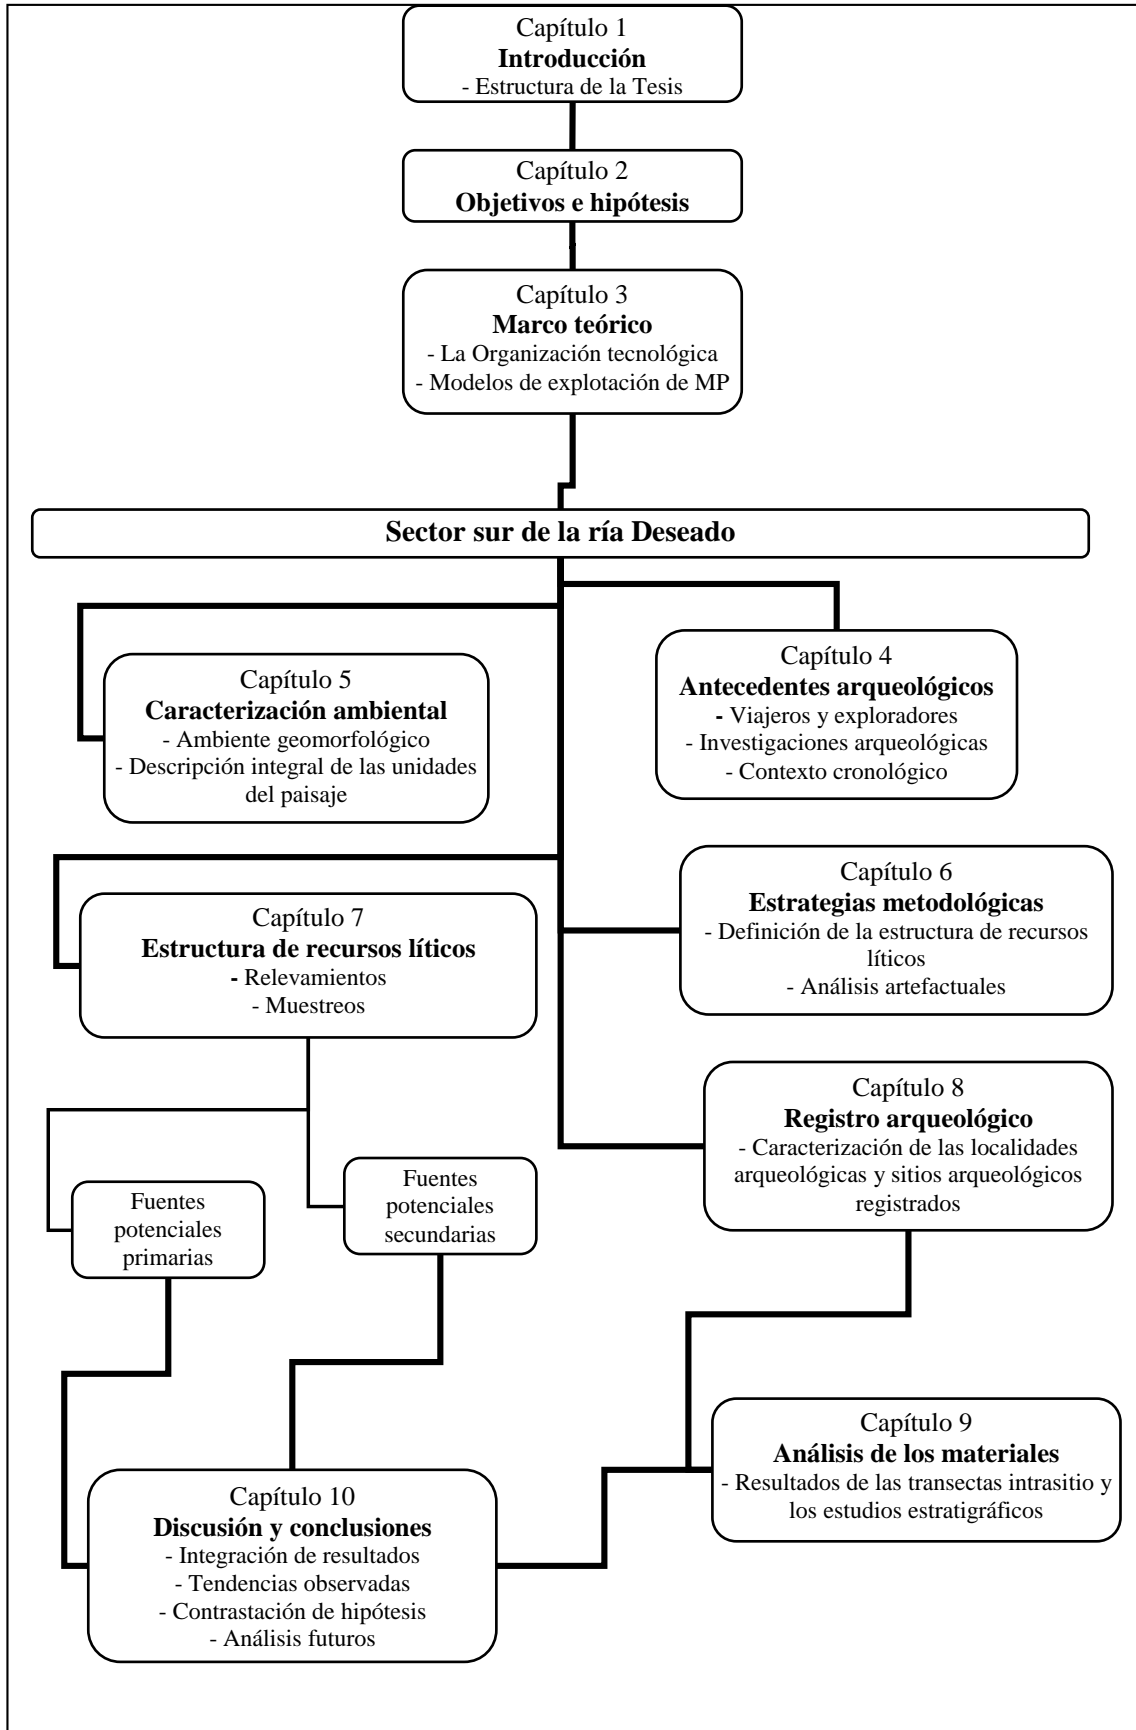 Capítulo 1
Introducción
- Estructura de la Tesis
Capítulo 2
Objetivos e hipótesis
Capítulo 3
Marco teórico
- La Organización tecnológica
- Modelos de explotación de MP
Sector sur de la ría Deseado
Capítulo 4
Antecedentes arqueológicos
- Viajeros y exploradores
- Investigaciones arqueológicas
- Contexto cronológico
Capítulo 5
Caracterización ambiental
- Ambiente geomorfológico
- Descripción integral de las unidades
del paisaje
Capítulo 6
Estrategias metodológicas
- Definición de la estructura de recursos
líticos
- Análisis artefactuales
Capítulo 7
Estructura de recursos líticos
- Relevamientos
- Muestreos
Capítulo 8
Registro arqueológico
- Caracterización de las localidades
arqueológicas y sitios arqueológicos
registrados
Fuentes
potenciales
primarias
Fuentes
potenciales
secundarias
Capítulo 9
Análisis de los materiales
- Resultados de las transectas intrasitio y
los estudios estratigráficos
Capítulo 10
Discusión y conclusiones
- Integración de resultados
- Tendencias observadas
- Contrastación de hipótesis
- Análisis futuros